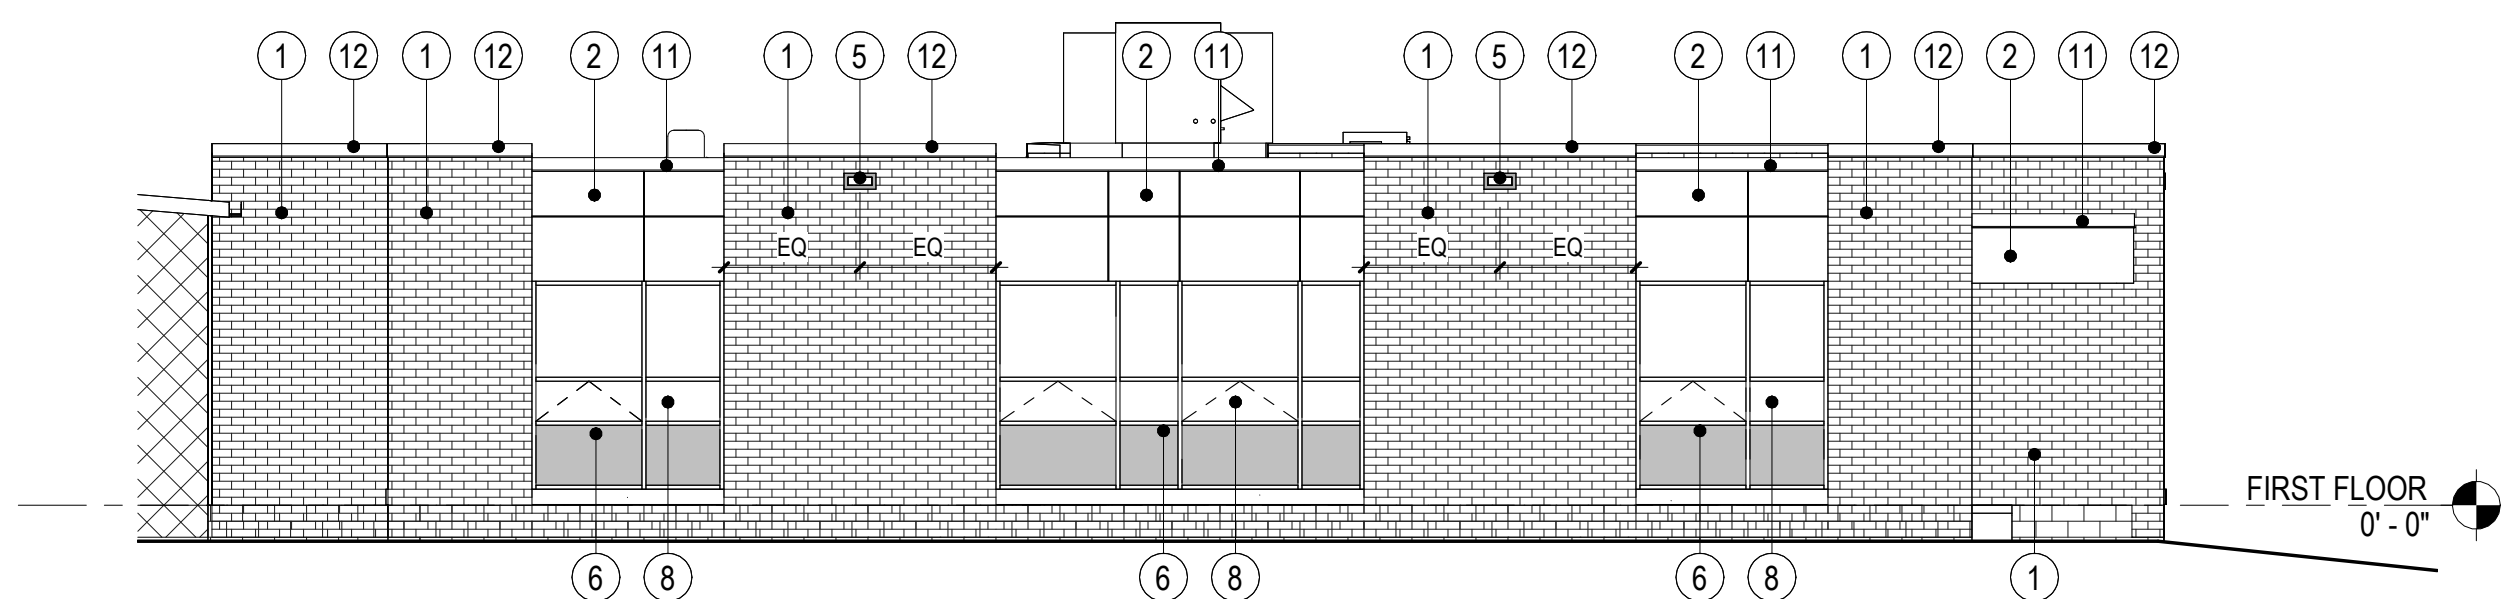 1 12 1 12 2 11 1 5 12 2 11 1 5 12 2 11 1 12 2 11 12
EQ EQ EQ EQ
FIRST FLOOR
0' - 0"
6 8 6 8 6 8 1